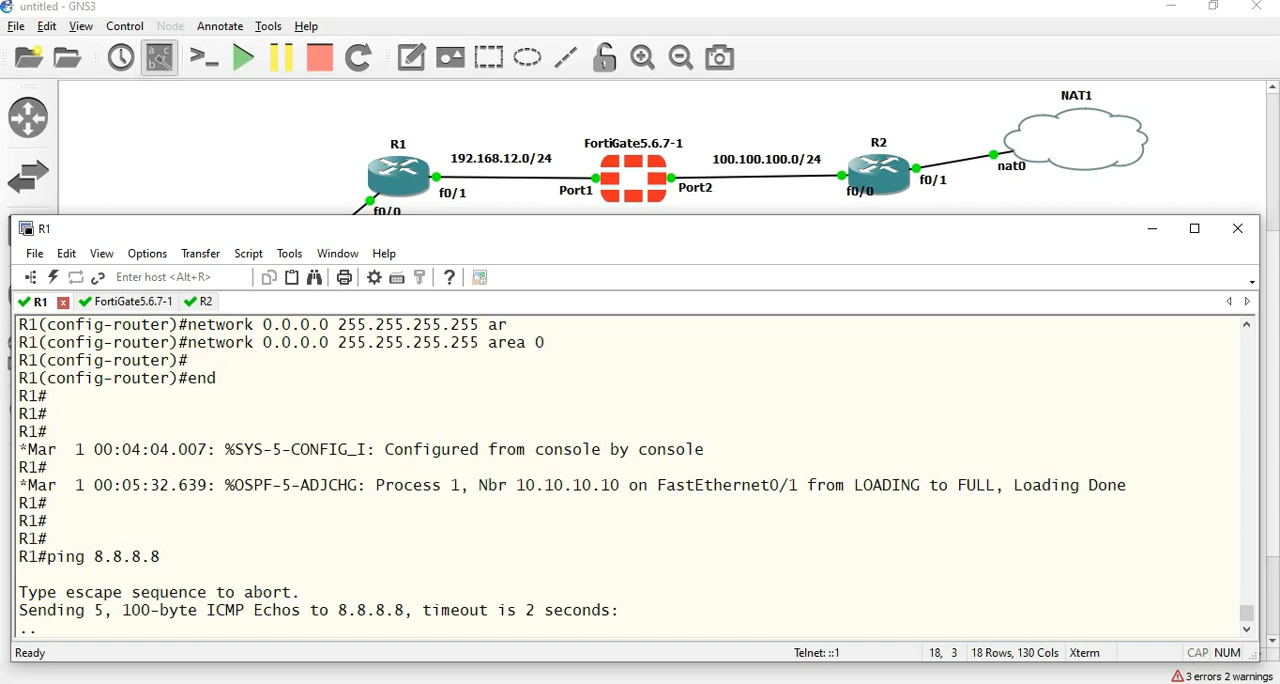 untitled - GNS3
File Edit View Control Node Annotate Tools Help
NAT1
R1
192.168.12.0/24
FortiGate5.6.7-1
100.100.100.0/24
R2
nat0
f0/1
Port1
Port2
f0/0
f0/1
f0/0
R1
File Edit View Options Transfer Script Tools Window Help
Enter host <Alt+R>
R1 FortiGate5.6.7-1 R2
R1(config-router)#network 0.0.0.0 255.255.255.255 ar
R1(config-router)#network 0.0.0.0 255.255.255.255 area 0
R1(config-router)#
R1(config-router)#end
R1#
R1#
R1#
*Mar  1 00:04:04.007: %SYS-5-CONFIG_I: Configured from console by console
R1#
*Mar  1 00:05:32.639: %OSPF-5-ADJCHG: Process 1, Nbr 10.10.10.10 on FastEthernet0/1 from LOADING to FULL, Loading Done
R1#
R1#
R1#
R1#ping 8.8.8.8
Type escape sequence to abort.
Sending 5, 100-byte ICMP Echos to 8.8.8.8, timeout is 2 seconds:
..
Ready Telnet: ::1 18, 3 18 Rows, 130 Cols Xterm CAP NUM
3 errors 2 warnings